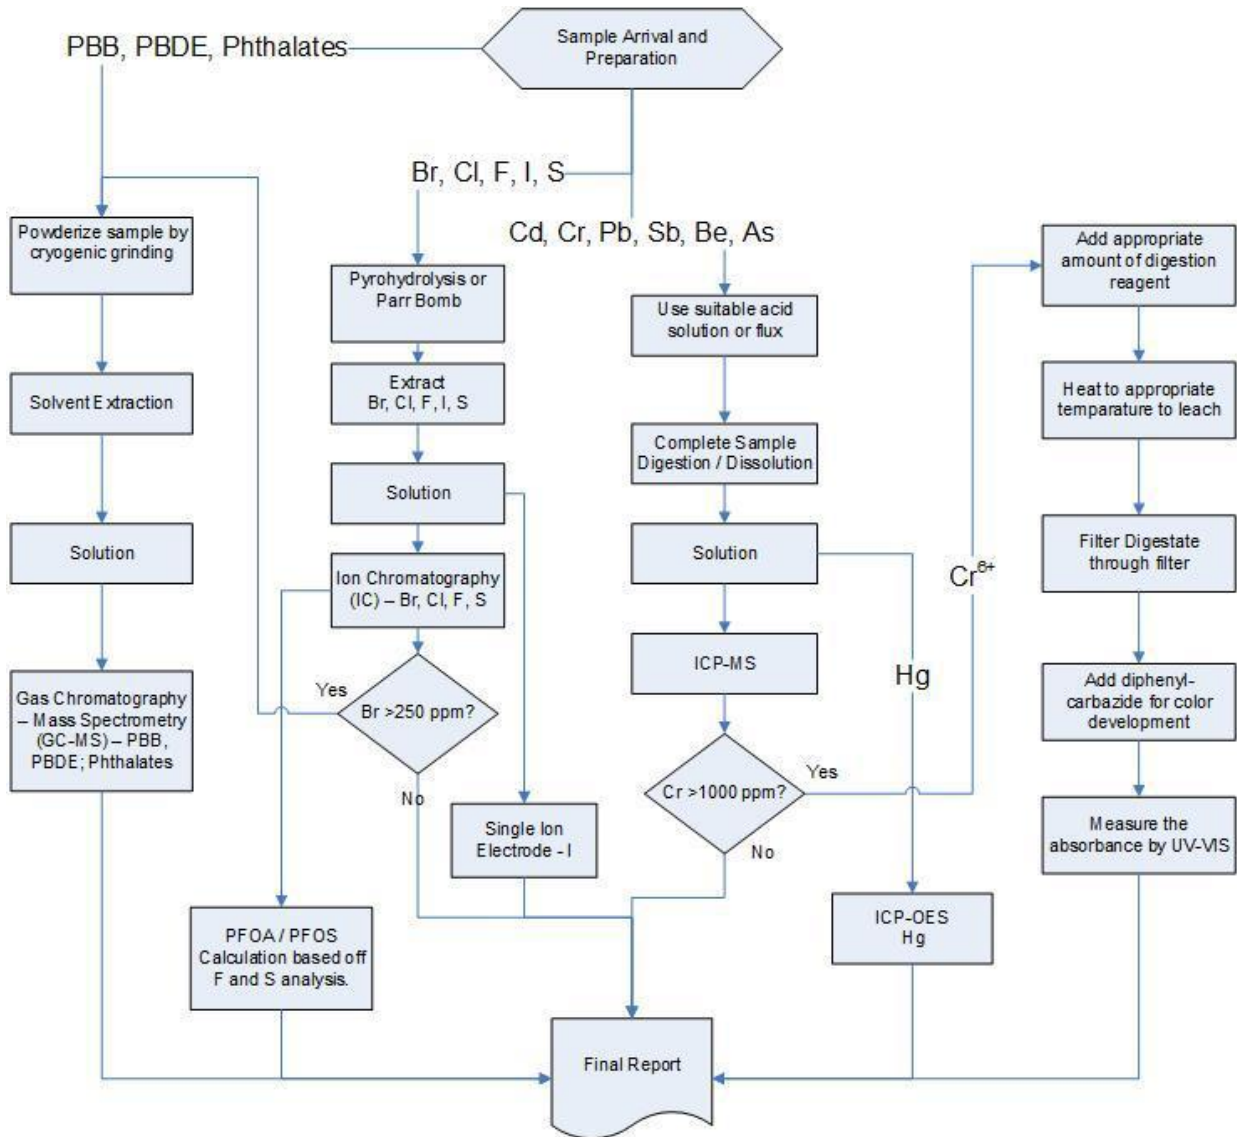 PBB, PBDE, Phthalates
Sample Arrival and
Preparation
Br, Cl, F, I, S
Cd, Cr, Pb, Sb, Be, As
Powderize sample by
cryogenic grinding
Solvent Extraction
Solution
Gas Chromatography
– Mass Spectrometry
(GC-MS) – PBB,
PBDE; Phthalates
Pyrohydrolysis or
Parr Bomb
Extract
Br, Cl, F, I, S
Solution
Ion Chromatography
(IC) – Br, Cl, F, S
Yes
Br >250 ppm?
No
Single Ion
Electrode - I
PFOA / PFOS
Calculation based off
F and S analysis.
Use suitable acid
solution or flux
Complete Sample
Digestion / Dissolution
Solution
ICP-MS
Hg
Cr >1000 ppm?
Yes
No
ICP-OES
Hg
Cr⁶⁺
Add appropriate
amount of digestion
reagent
Heat to appropriate
temparature to leach
Filter Digestate
through filter
Add diphenyl-
carbazide for color
development
Measure the
absorbance by UV-VIS
Final Report